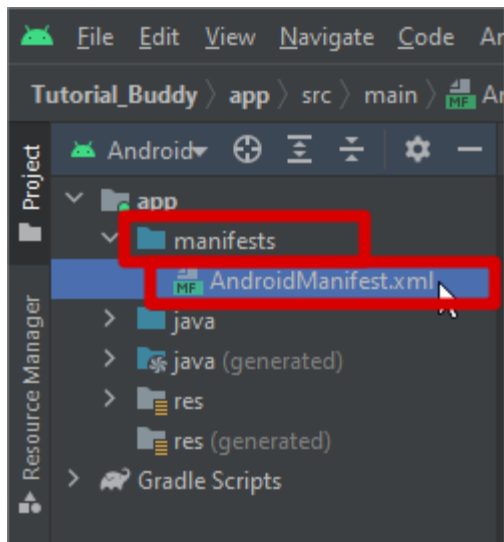 File Edit View Navigate Code
Tutorial_Buddy app src main
Android
app
manifests
MF AndroidManifest.xml
java
java (generated)
res
res (generated)
Gradle Scripts
Project
Resource Manager